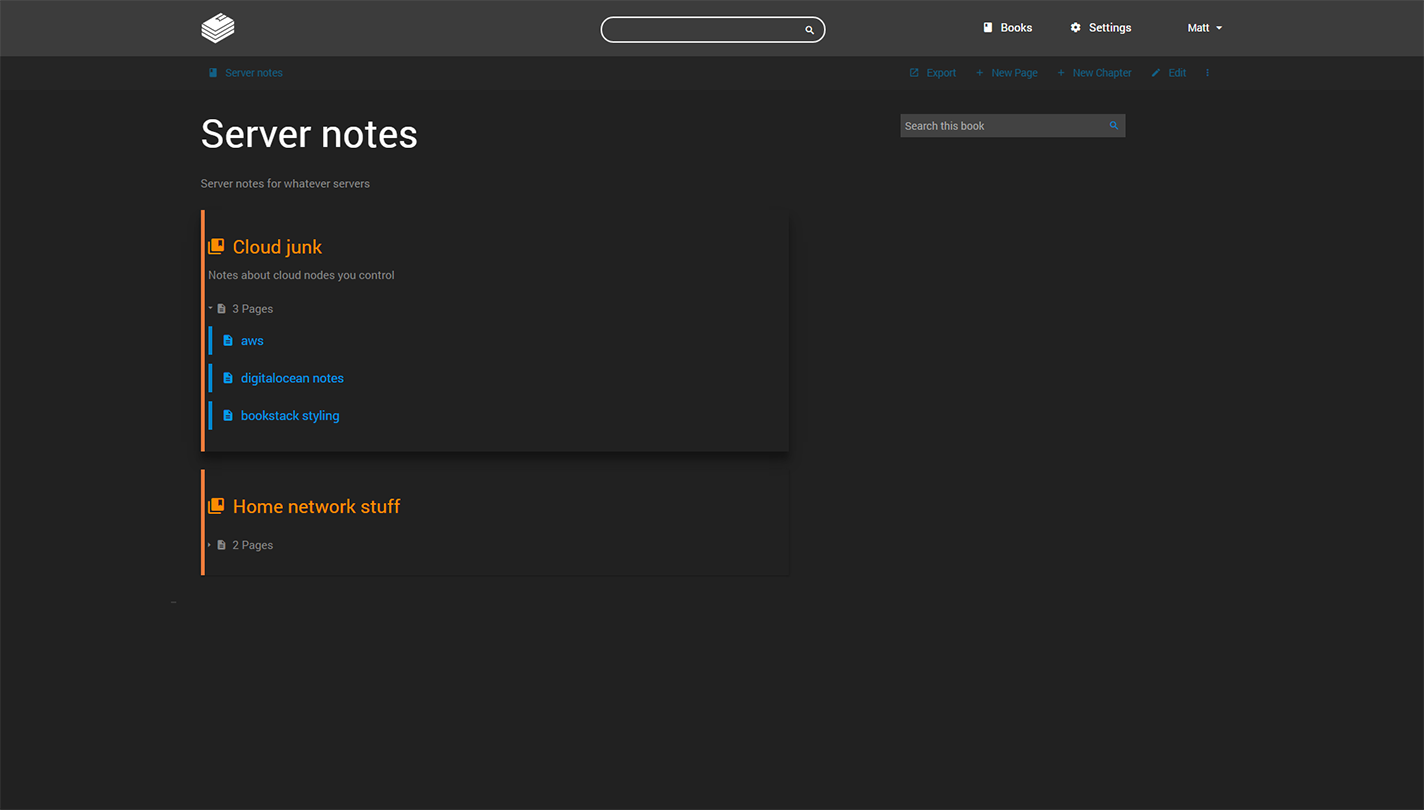 Books Settings Matt
Server notes Export + New Page + New Chapter Edit
Server notes
Search this book
Server notes for whatever servers
Cloud junk
Notes about cloud nodes you control
3 Pages
aws
digitalocean notes
bookstack styling
Home network stuff
2 Pages